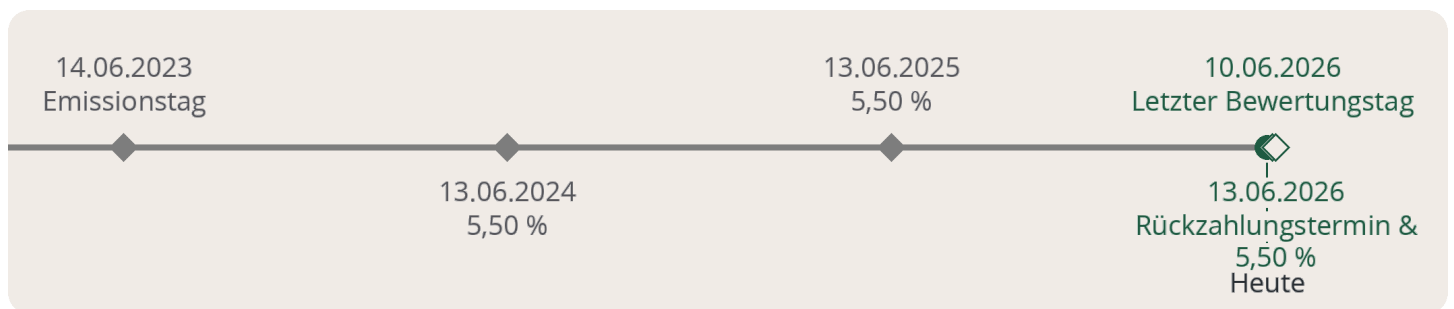 14.06.2023
Emissionstag
13.06.2024
5,50 %
13.06.2025
5,50 %
10.06.2026
Letzter Bewertungstag
13.06.2026
Rückzahlungstermin &
5,50 %
Heute